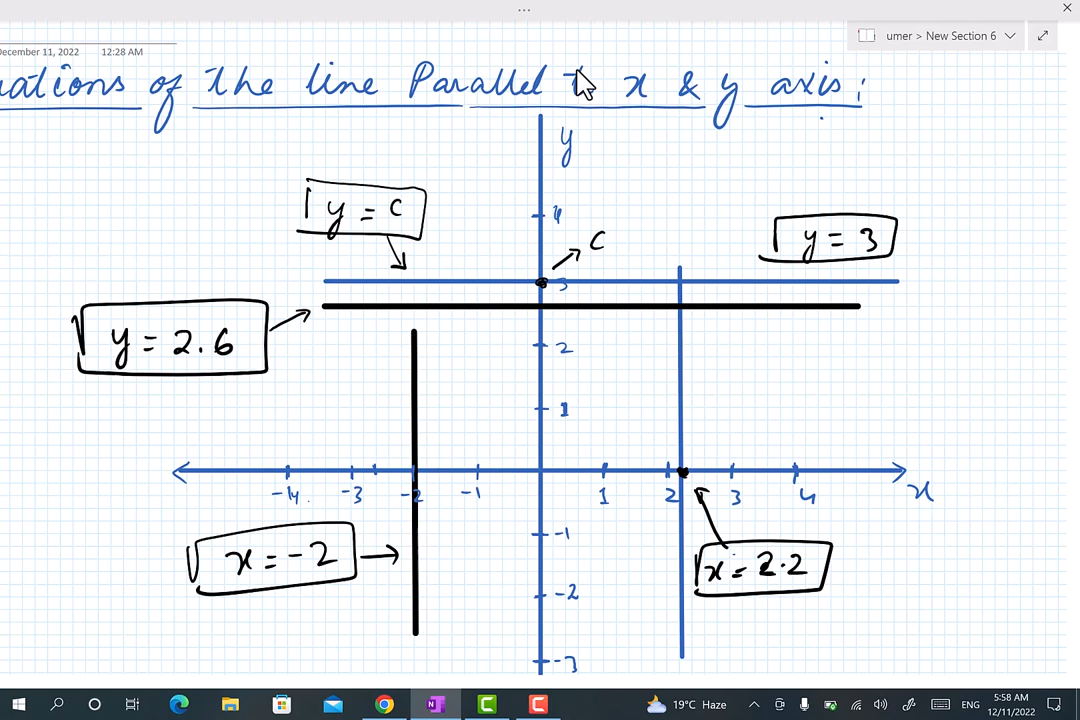 umer > New Section 6
December 11, 2022 12:28 AM
uations of the line Parallel to x & y axis :
y
y = c
4
c
y = 3
3
y = 2.6
2
1
-4 -3 -2 -1 1 2 3 4 x
-1
x = -2
x = 2.2
-2
-3
19°C Haze
ENG
5:58 AM
12/11/2022